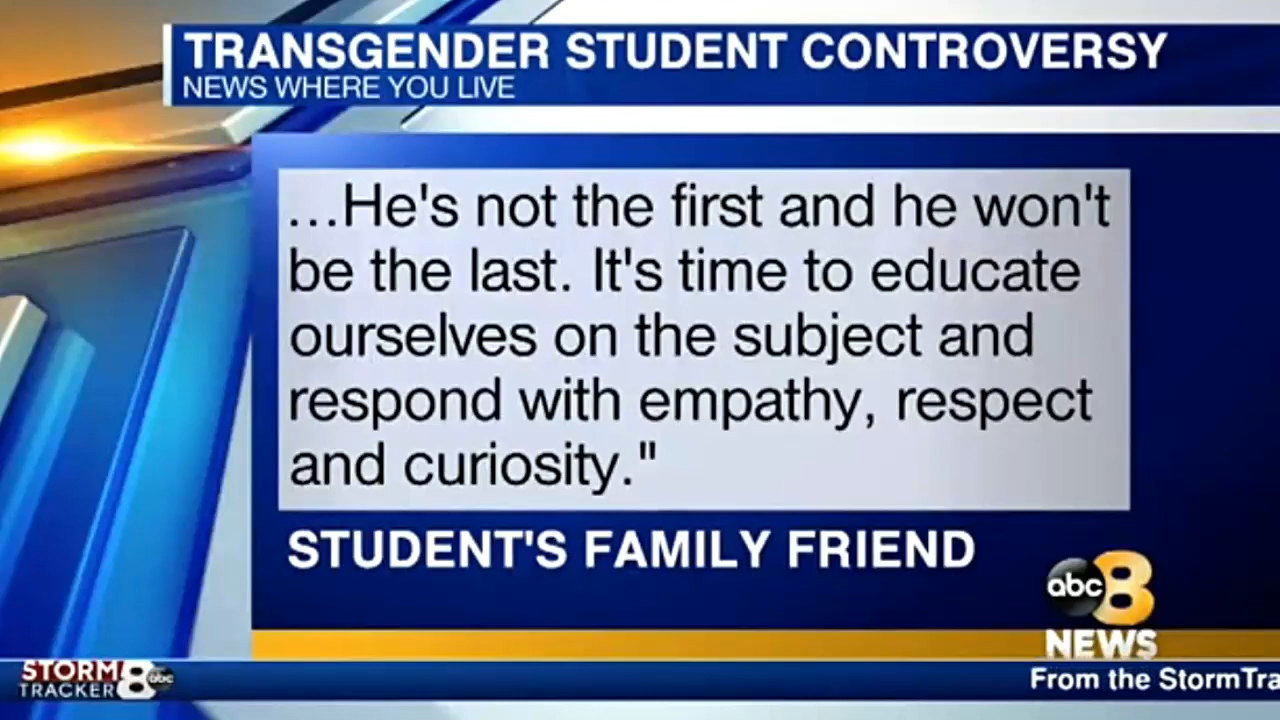 TRANSGENDER STUDENT CONTROVERSY
NEWS WHERE YOU LIVE
...He's not the first and he won't
be the last. It's time to educate
ourselves on the subject and
respond with empathy, respect
and curiosity."
STUDENT'S FAMILY FRIEND
abc 8
NEWS
STORM
TRACKER 8 abc
From the StormTra